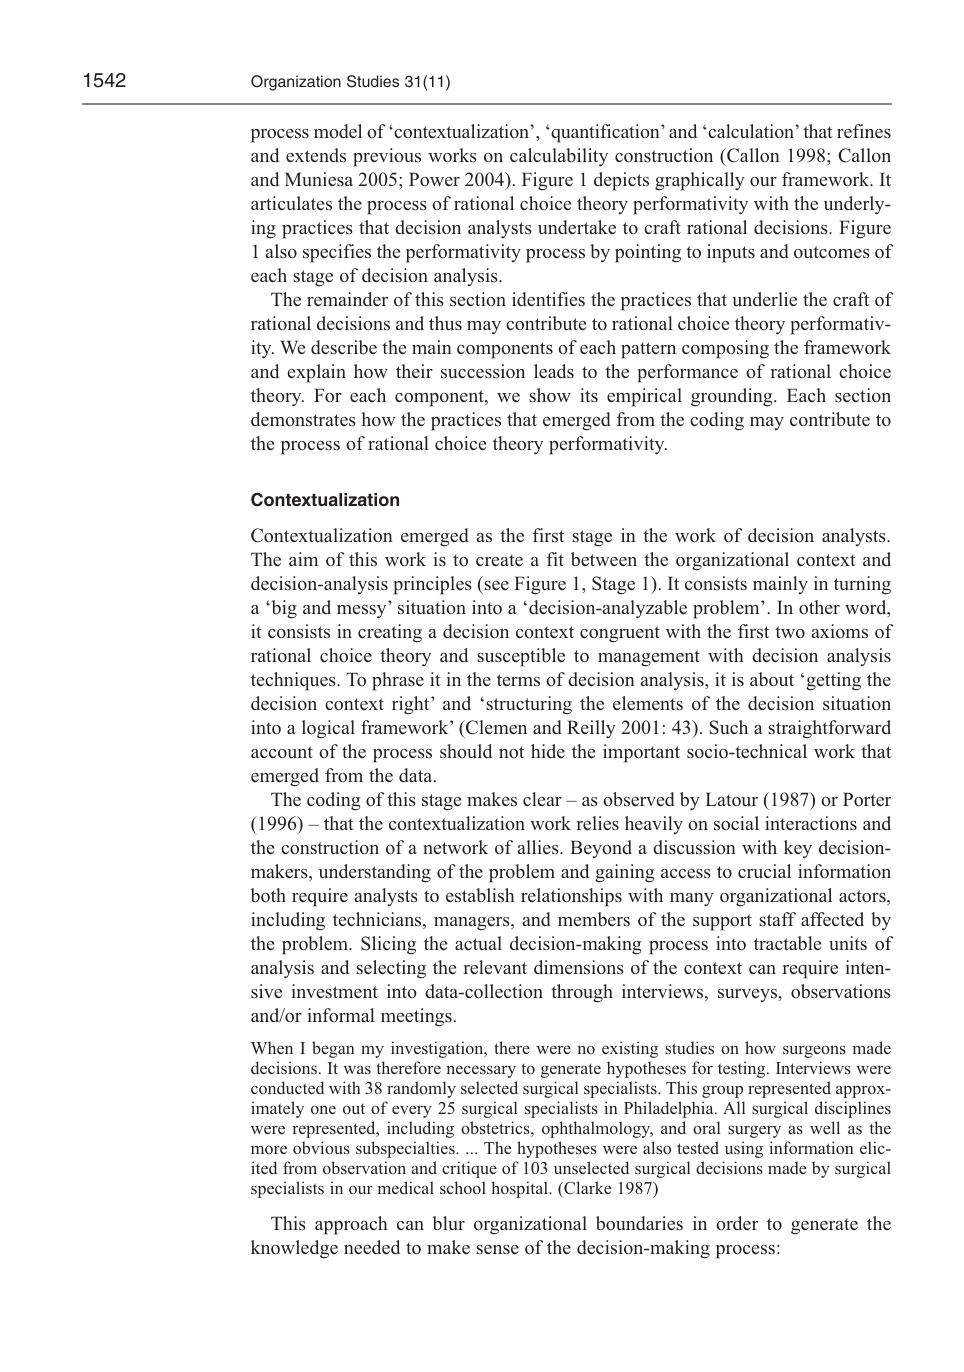 1542
Organization Studies 31(11)
process model of ‘contextualization’, ‘quantification’ and ‘calculation’ that refines
and extends previous works on calculability construction (Callon 1998; Callon
and Muniesa 2005; Power 2004). Figure 1 depicts graphically our framework. It
articulates the process of rational choice theory performativity with the underly-
ing practices that decision analysts undertake to craft rational decisions. Figure
1 also specifies the performativity process by pointing to inputs and outcomes of
each stage of decision analysis.
The remainder of this section identifies the practices that underlie the craft of
rational decisions and thus may contribute to rational choice theory performativ-
ity. We describe the main components of each pattern composing the framework
and explain how their succession leads to the performance of rational choice
theory. For each component, we show its empirical grounding. Each section
demonstrates how the practices that emerged from the coding may contribute to
the process of rational choice theory performativity.
Contextualization
Contextualization emerged as the first stage in the work of decision analysts.
The aim of this work is to create a fit between the organizational context and
decision-analysis principles (see Figure 1, Stage 1). It consists mainly in turning
a ‘big and messy’ situation into a ‘decision-analyzable problem’. In other word,
it consists in creating a decision context congruent with the first two axioms of
rational choice theory and susceptible to management with decision analysis
techniques. To phrase it in the terms of decision analysis, it is about ‘getting the
decision context right’ and ‘structuring the elements of the decision situation
into a logical framework’ (Clemen and Reilly 2001: 43). Such a straightforward
account of the process should not hide the important socio-technical work that
emerged from the data.
The coding of this stage makes clear – as observed by Latour (1987) or Porter
(1996) – that the contextualization work relies heavily on social interactions and
the construction of a network of allies. Beyond a discussion with key decision-
makers, understanding of the problem and gaining access to crucial information
both require analysts to establish relationships with many organizational actors,
including technicians, managers, and members of the support staff affected by
the problem. Slicing the actual decision-making process into tractable units of
analysis and selecting the relevant dimensions of the context can require inten-
sive investment into data-collection through interviews, surveys, observations
and/or informal meetings.
When I began my investigation, there were no existing studies on how surgeons made
decisions. It was therefore necessary to generate hypotheses for testing. Interviews were
conducted with 38 randomly selected surgical specialists. This group represented approx-
imately one out of every 25 surgical specialists in Philadelphia. All surgical disciplines
were represented, including obstetrics, ophthalmology, and oral surgery as well as the
more obvious subspecialties. ... The hypotheses were also tested using information elic-
ited from observation and critique of 103 unselected surgical decisions made by surgical
specialists in our medical school hospital. (Clarke 1987)
This approach can blur organizational boundaries in order to generate the
knowledge needed to make sense of the decision-making process: